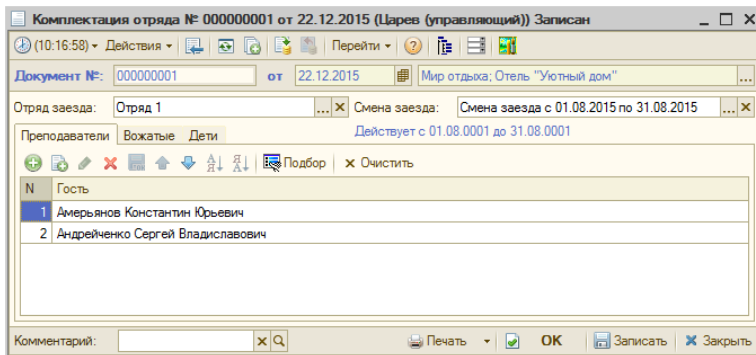 Комплектация отряда № 000000001 от 22.12.2015 (Царев (управляющий)) Записан
(10:16:58) Действия Перейти
Документ №: 000000001 от 22.12.2015 Мир отдыха; Отель "Уютный дом" ...
Отряд заезда: Отряд 1 ... Смена заезда: Смена заезда с 01.08.2015 по 31.08.2015 ...
Преподаватели Вожатые Дети Действует с 01.08.0001 до 31.08.0001
Подбор Очистить
N Гость
1 Амерьянов Константин Юрьевич
2 Андрейченко Сергей Владиславович
Комментарий: Печать OK Записать Закрыть